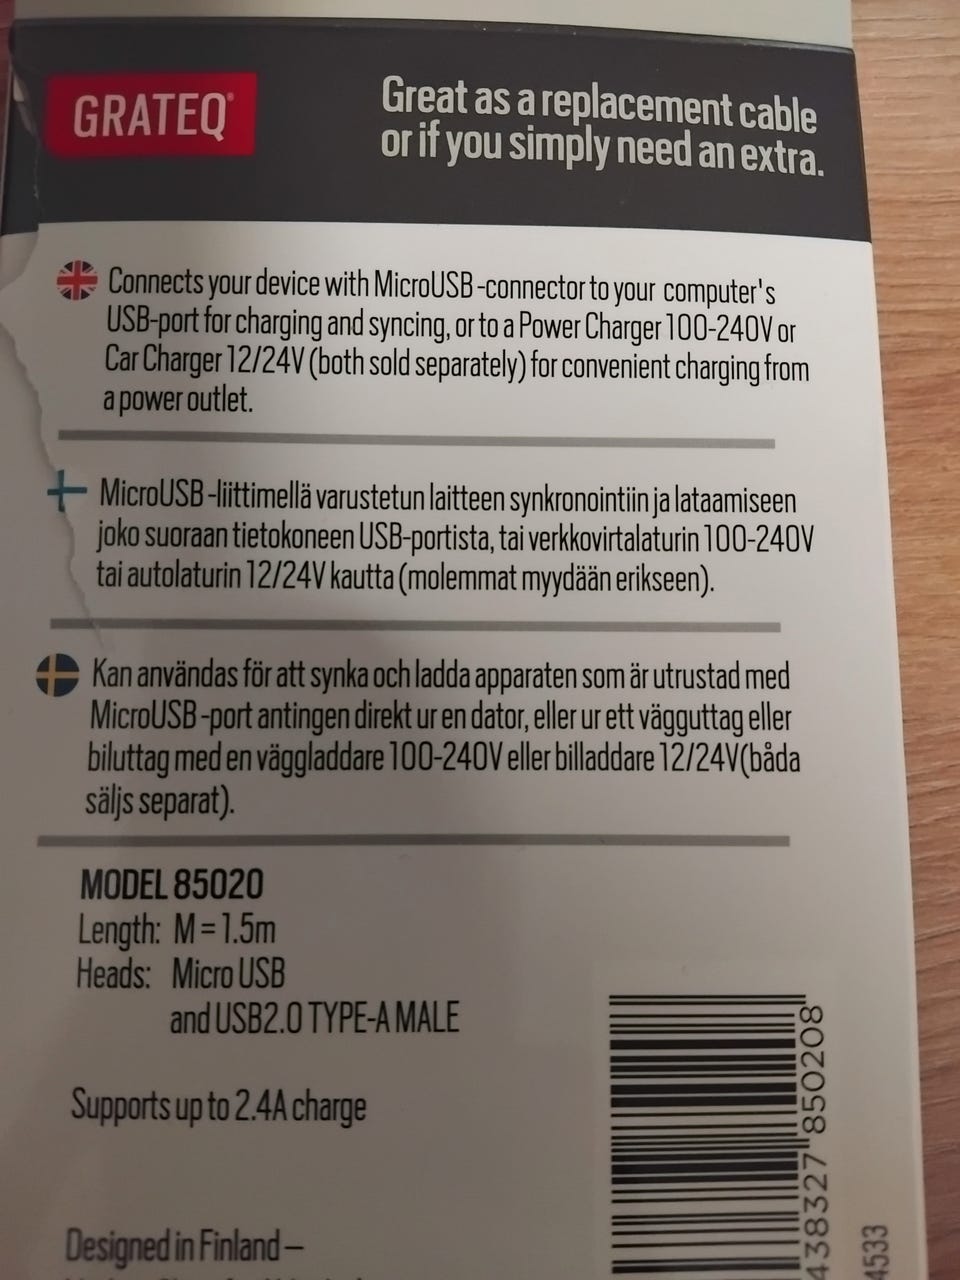 GRATEQ®
Great as a replacement cable
or if you simply need an extra.
Connects your device with MicroUSB-connector to your computer's
USB-port for charging and syncing, or to a Power Charger 100-240V or
Car Charger 12/24V (both sold separately) for convenient charging from
a power outlet.
MicroUSB-liittimellä varustetun laitteen synkronointiin ja lataamiseen
joko suoraan tietokoneen USB-portista, tai verkkovirtalaturin 100-240V
tai autolaturin 12/24V kautta (molemmat myydään erikseen).
Kan användas för att synka och ladda apparaten som är utrustad med
MicroUSB-port antingen direkt ur en dator, eller ur ett vägguttag eller
biluttag med en väggladdare 100-240V eller billaddare 12/24V(båda
säljs separat).
MODEL 85020
Length: M = 1.5m
Heads: Micro USB
and USB2.0 TYPE-A MALE
Supports up to 2.4A charge
Designed in Finland –
438327 850208
4533